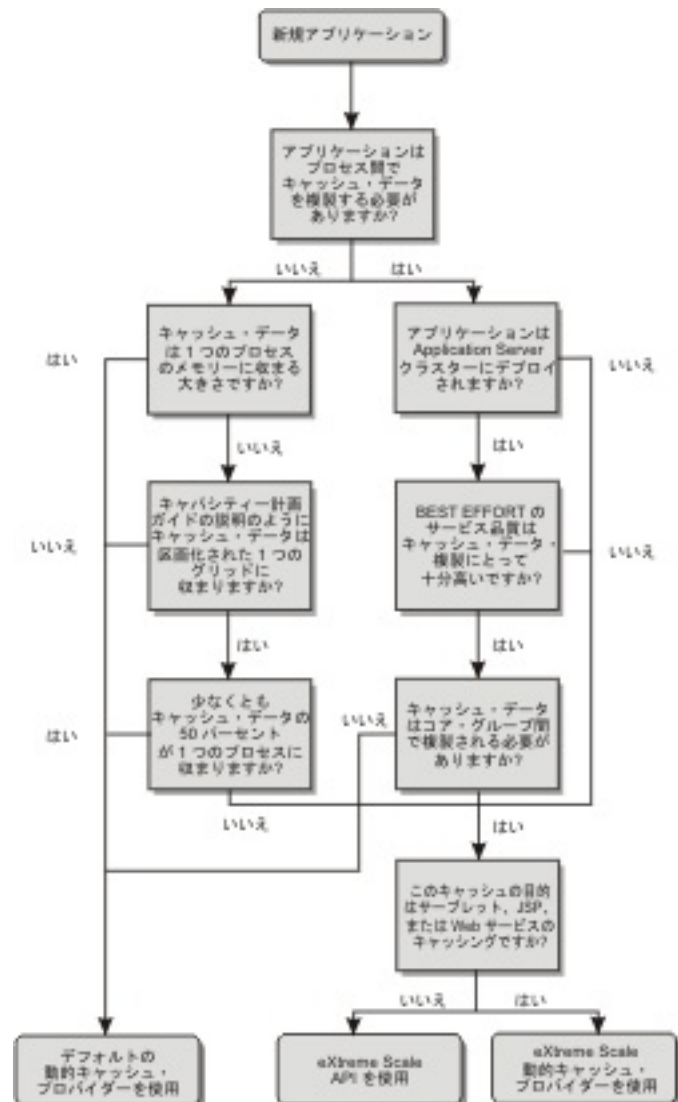 新規アプリケーション
アプリケーションは
プロセス間で
キャッシュ・データ
を複製する必要が
ありますか?
いいえ
はい
キャッシュ・データ
は 1 つのプロセス
のメモリーに収まる
大きさですか?
アプリケーションは
Application Server
クラスターにデプロイ
されますか?
はい
いいえ
いいえ
はい
キャパシティー計画
ガイドの説明のように
キャッシュ・データは
区画化された 1 つの
グリッドに
収まりますか?
BEST EFFORT の
サービス品質は
キャッシュ・データ・
複製にとって
十分高いですか?
いいえ
いいえ
はい
はい
少なくとも
キャッシュ・データの
50 パーセント
が 1 つのプロセスに
収まりますか?
キャッシュ・データ
はコア・グループ間
で複製される必要が
ありますか?
はい
いいえ
いいえ
はい
このキャッシュの目的
はサーブレット、JSP、
または Web サービスの
キャッシングですか?
いいえ
はい
デフォルトの
動的キャッシュ・
プロバイダーを使用
eXtreme Scale
API を使用
eXtreme Scale
動的キャッシュ・
プロバイダーを使用